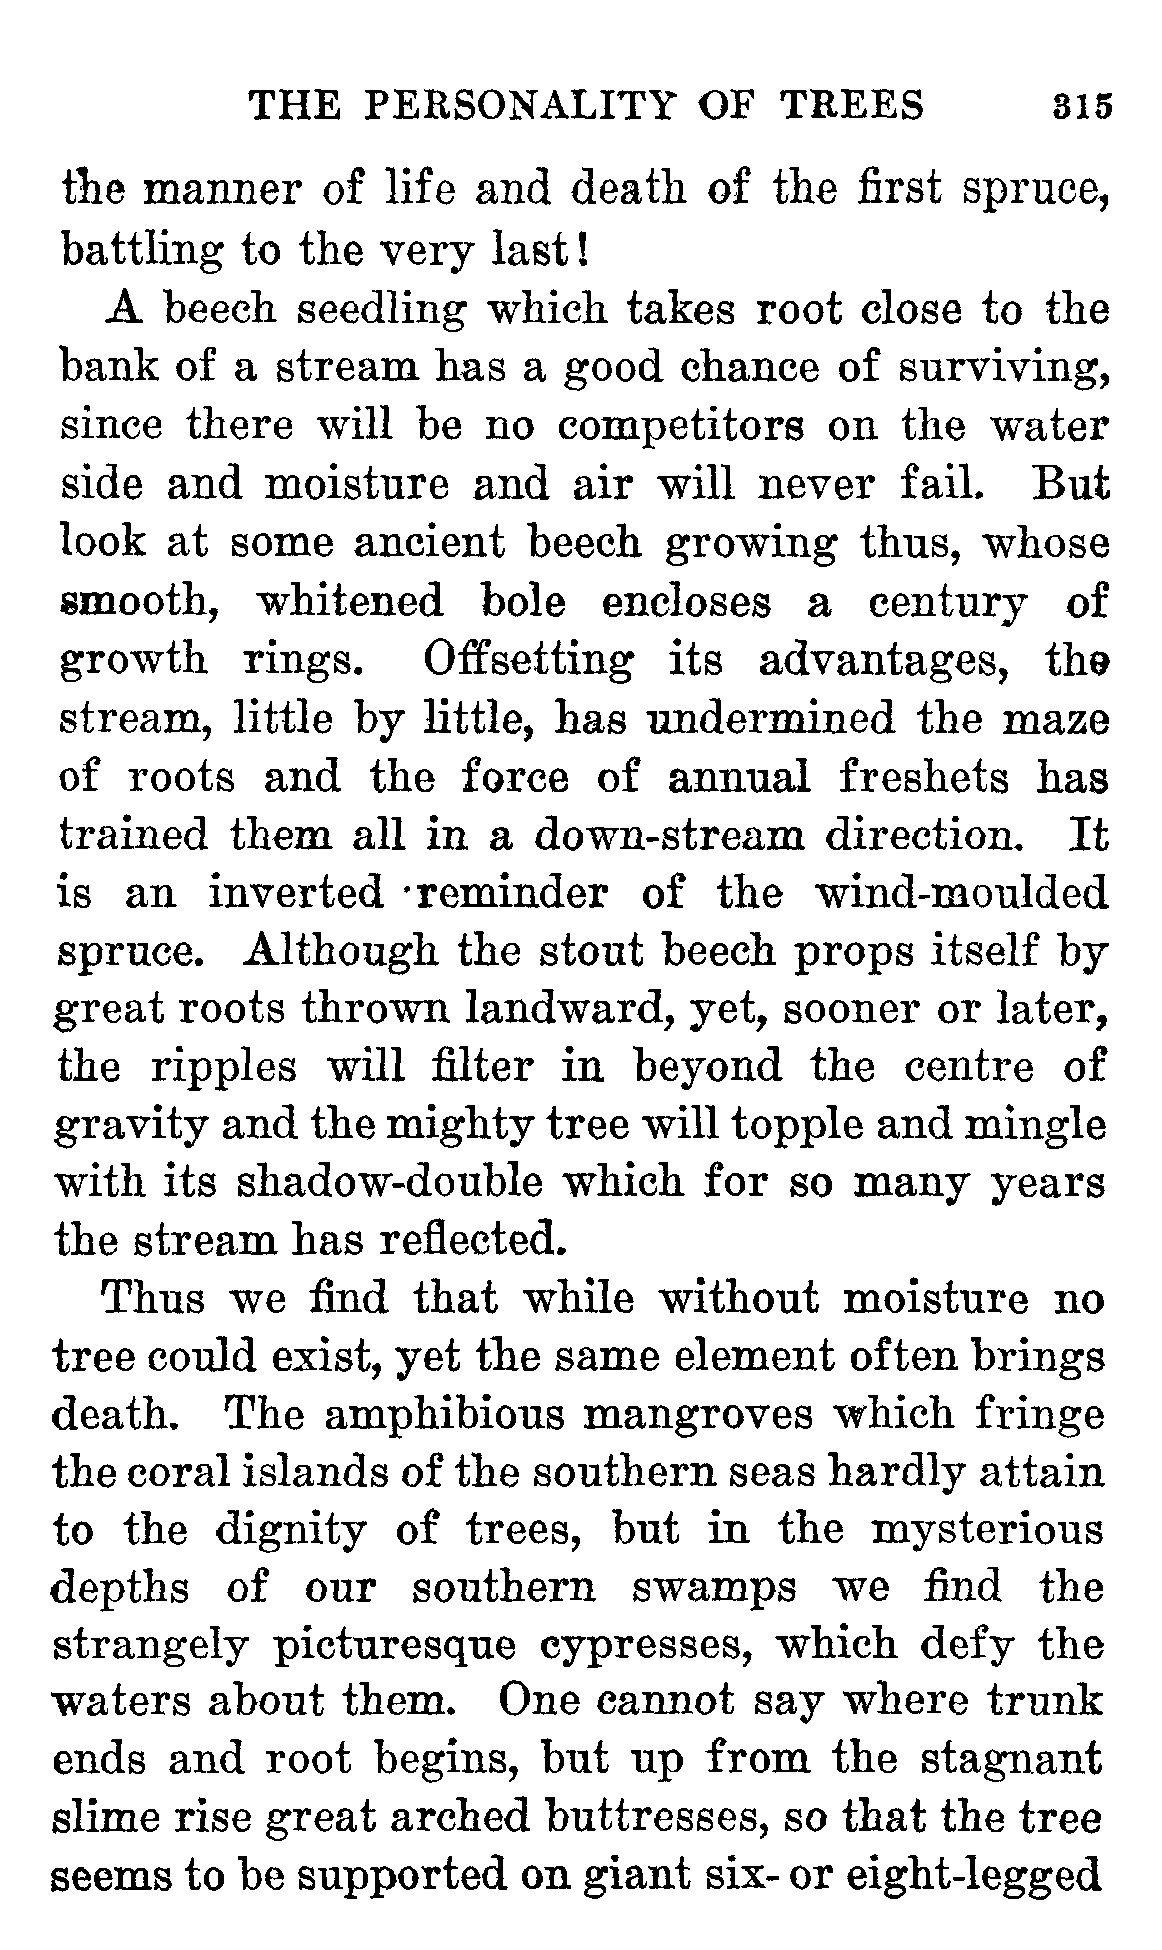 THE PERSONALITY OF TREES 315
the manner of life and death of the first spruce,
battling to the very last!
A beech seedling which takes root close to the
bank of a stream has a good chance of surviving,
since there will be no competitors on the water
side and moisture and air will never fail. But
look at some ancient beech growing thus, whose
smooth, whitened bole encloses a century of
growth rings. Offsetting its advantages, the
stream, little by little, has undermined the maze
of roots and the force of annual freshets has
trained them all in a down-stream direction. It
is an inverted reminder of the wind-moulded
spruce. Although the stout beech props itself by
great roots thrown landward, yet, sooner or later,
the ripples will filter in beyond the centre of
gravity and the mighty tree will topple and mingle
with its shadow-double which for so many years
the stream has reflected.
Thus we find that while without moisture no
tree could exist, yet the same element often brings
death. The amphibious mangroves which fringe
the coral islands of the southern seas hardly attain
to the dignity of trees, but in the mysterious
depths of our southern swamps we find the
strangely picturesque cypresses, which defy the
waters about them. One cannot say where trunk
ends and root begins, but up from the stagnant
slime rise great arched buttresses, so that the tree
seems to be supported on giant six- or eight-legged